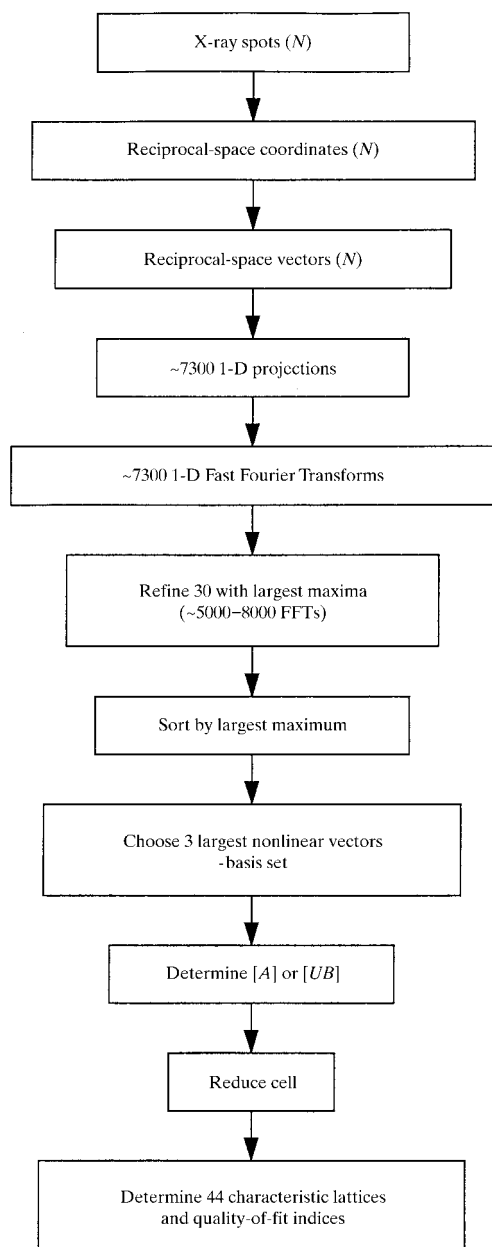 X-ray spots (N)
Reciprocal-space coordinates (N)
Reciprocal-space vectors (N)
~7300 1-D projections
~7300 1-D Fast Fourier Transforms
Refine 30 with largest maxima
(~5000–8000 FFTs)
Sort by largest maximum
Choose 3 largest nonlinear vectors
-basis set
Determine [A] or [UB]
Reduce cell
Determine 44 characteristic lattices
and quality-of-fit indices